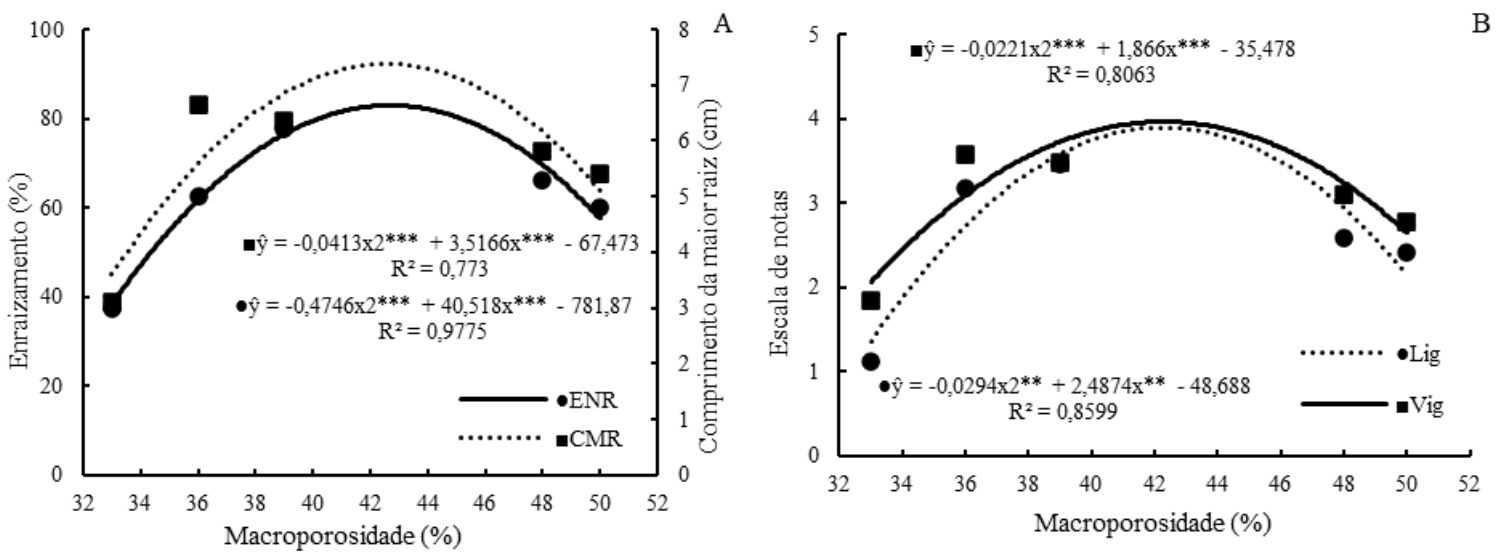 A
100
80
60
40
20
0
Enraizamento (%)
8
7
6
5
4
3
2
1
0
Comprimento da maior raiz (cm)
■ŷ = -0,0413x2*** + 3,5166x*** - 67,473
R² = 0,773
●ŷ = -0,4746x2*** + 40,518x*** - 781,87
R² = 0,9775
●ENR
■CMR
32 34 36 38 40 42 44 46 48 50 52
Macroporosidade (%)
B
5
4
3
2
1
0
Escala de notas
■ŷ = -0,0221x2*** + 1,866x*** - 35,478
R² = 0,8063
●ŷ = -0,0294x2** + 2,4874x** - 48,688
R² = 0,8599
●Lig
■Vig
32 34 36 38 40 42 44 46 48 50 52
Macroporosidade (%)